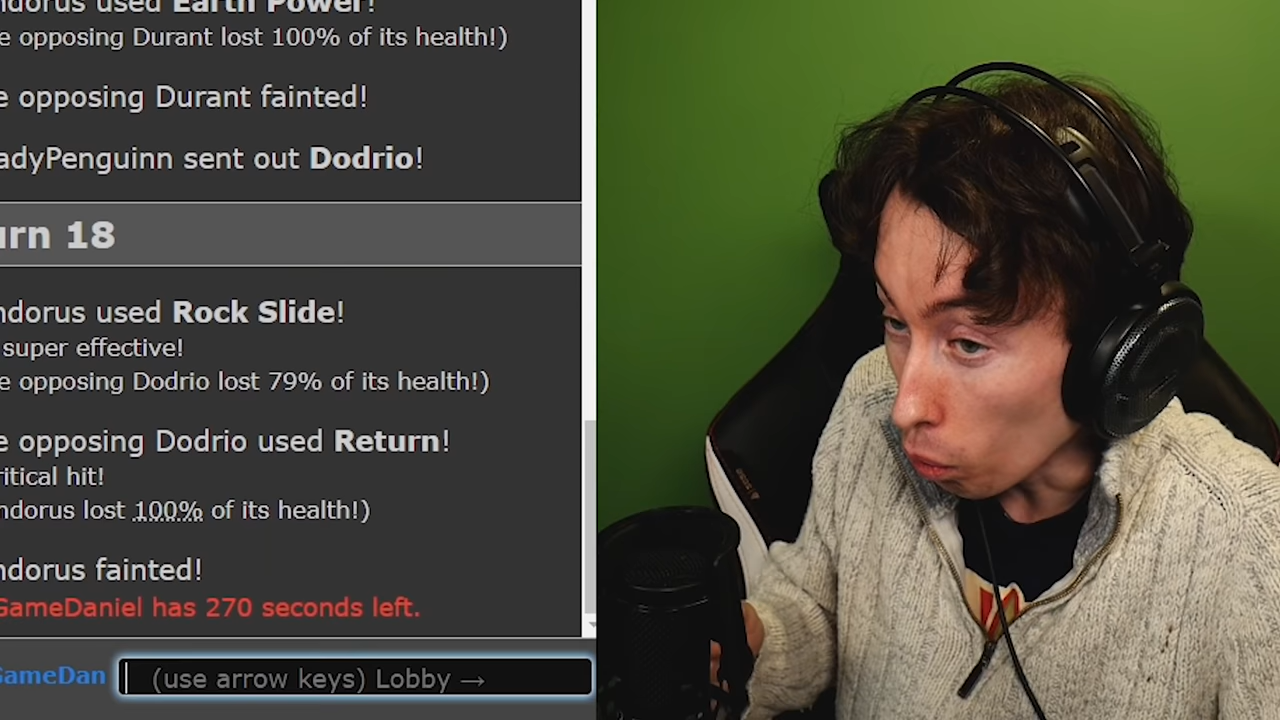 ndorus used Earth Power!
e opposing Durant lost 100% of its health!)
e opposing Durant fainted!
adyPenguinn sent out Dodrio!
urn 18
ndorus used Rock Slide!
super effective!
e opposing Dodrio lost 79% of its health!)
e opposing Dodrio used Return!
ritical hit!
ndorus lost 100% of its health!)
ndorus fainted!
GameDaniel has 270 seconds left.
GameDan (use arrow keys) Lobby →